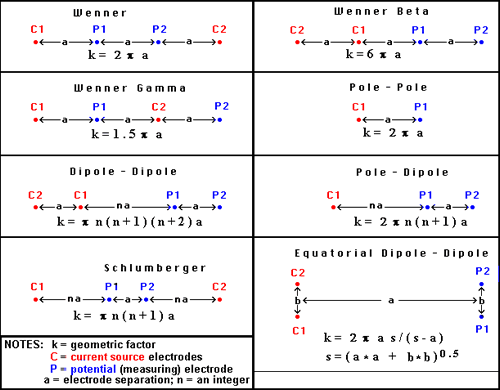 Wenner
C1 P1 P2 C2
a a a
k = 2 π a
Wenner Beta
C2 C1 P1 P2
a a a
k=6 π a
Wenner Gamma
C1 P1 C2 P2
a a a
k=1.5 π a
Pole - Pole
C1 P1
a
k = 2 π a
Dipole - Dipole
C2 C1 P1 P2
a na a
k = π n(n+1)(n+2)a
Pole - Dipole
C1 P1 P2
na a
k = 2 π n(n+1)a
Schlumberger
C1 P1 P2 C2
na a na
k = π n(n+1)a
Equatorial Dipole - Dipole
C2 P2
b a b
C1 P1
k = 2 π a s/(s-a)
s=(a*a + b*b)0.5
NOTES: k = geometric factor
C = current source electrodes
P = potential (measuring) electrode
a = electrode separation; n = an integer